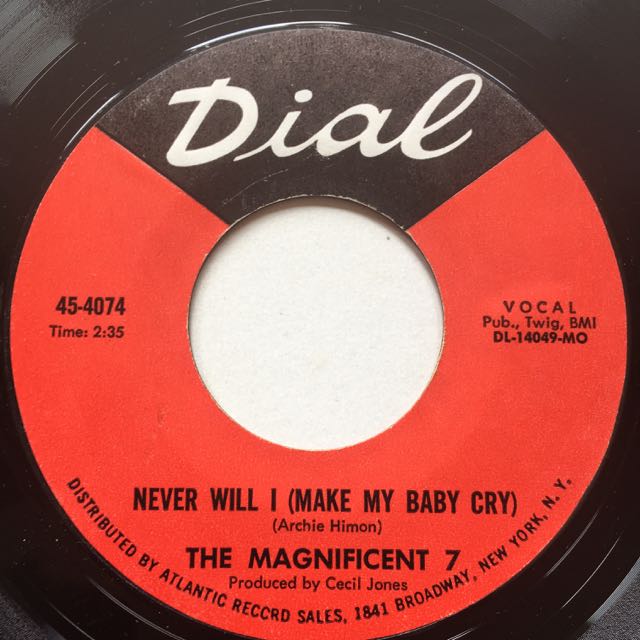 Dial
45-4074
Time: 2:35
VOCAL
Pub., Twig, BMI
DL-14049-MO
NEVER WILL I (MAKE MY BABY CRY)
(Archie Himon)
THE MAGNIFICENT 7
Produced by Cecil Jones
DISTRIBUTED BY ATLANTIC RECCRD SALES, 1841 BROADWAY, NEW YORK, N. Y.